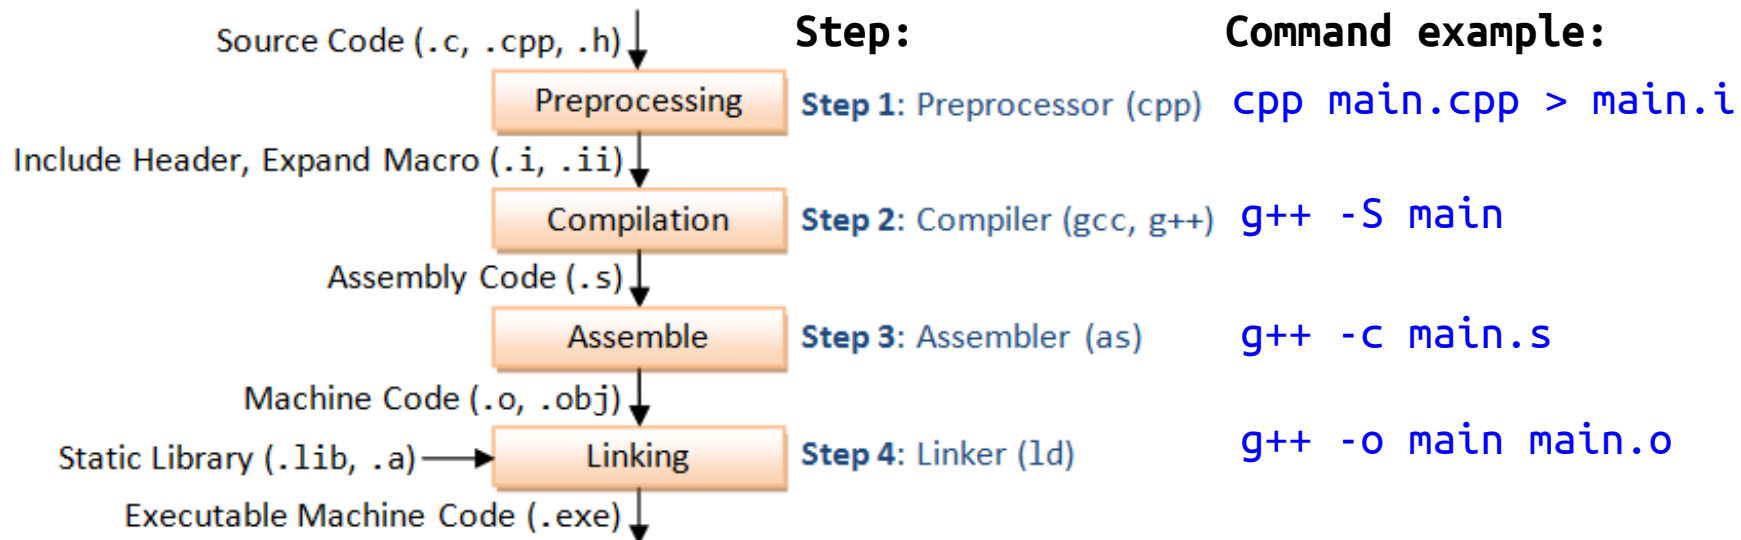 Step: Command example:
Source Code (.c, .cpp, .h)
Preprocessing Step 1: Preprocessor (cpp) cpp main.cpp > main.i
Include Header, Expand Macro (.i, .ii)
Compilation Step 2: Compiler (gcc, g++) g++ -S main
Assembly Code (.s)
Assemble Step 3: Assembler (as) g++ -c main.s
Machine Code (.o, .obj)
Static Library (.lib, .a) Linking Step 4: Linker (ld) g++ -o main main.o
Executable Machine Code (.exe)